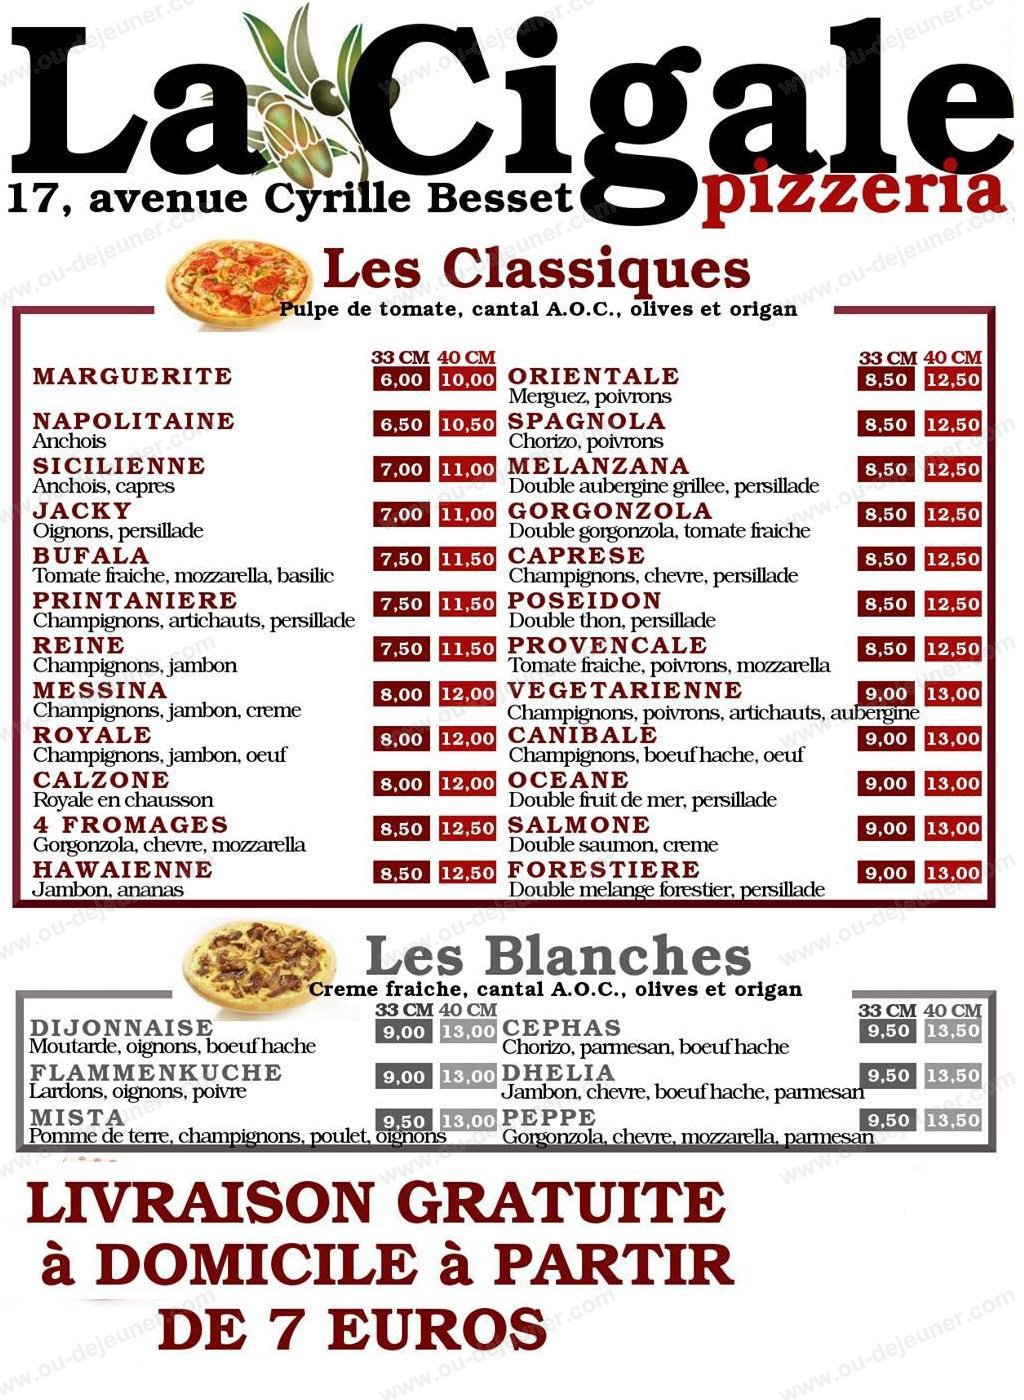 La Cigale
17, avenue Cyrille Besset
pizzeria
Les Classiques
Pulpe de tomate, cantal A.O.C., olives et origan
33 CM 40 CM
MARGUERITE 6,00 10,00
NAPOLITAINE 6,50 10,50
Anchois
SICILIENNE 7,00 11,00
Anchois, capres
JACKY 7,00 11,00
Oignons, persillade
BUFALA 7,50 11,50
Tomate fraiche, mozzarella, basilic
PRINTANIERE 7,50 11,50
Champignons, artichauts, persillade
REINE 7,50 11,50
Champignons, jambon
MESSINA 8,00 12,00
Champignons, jambon, creme
ROYALE 8,00 12,00
Champignons, jambon, oeuf
CALZONE 8,00 12,00
Royale en chausson
4 FROMAGES 8,50 12,50
Gorgonzola, chevre, mozzarella
HAWAIENNE 8,50 12,50
Jambon, ananas
33 CM 40 CM
ORIENTALE 8,50 12,50
Merguez, poivrons
SPAGNOLA 8,50 12,50
Chorizo, poivrons
MELANZANA 8,50 12,50
Double aubergine grillee, persillade
GORGONZOLA 8,50 12,50
Double gorgonzola, tomate fraiche
CAPRESE 8,50 12,50
Champignons, chevre, persillade
POSEIDON 8,50 12,50
Double thon, persillade
PROVENCALE 8,50 12,50
Tomate fraiche, poivrons, mozzarella
VEGETARIENNE 9,00 13,00
Champignons, poivrons, artichauts, aubergine
CANIBALE 9,00 13,00
Champignons, boeuf hache, oeuf
OCEANE 9,00 13,00
Double fruit de mer, persillade
SALMONE 9,00 13,00
Double saumon, creme
FORESTIERE 9,00 13,00
Double melange forestier, persillade
Les Blanches
Creme fraiche, cantal A.O.C., olives et origan
33 CM 40 CM
DIJONNAISE 9,00 13,00
Moutarde, oignons, boeuf hache
FLAMMENKUCHE 9,00 13,00
Lardons, oignons, poivre
MISTA 9,50 13,00
Pomme de terre, champignons, poulet, oignons
33 CM 40 CM
CEPHAS 9,50 13,50
Chorizo, parmesan, boeuf hache
DHELIA 9,50 13,50
Jambon, chevre, boeuf hache, parmesan
PEPPE 9,50 13,50
Gorgonzola, chevre, mozzarella, parmesan
LIVRAISON GRATUITE
à DOMICILE à PARTIR
DE 7 EUROS
www.ou-dejeuner.com